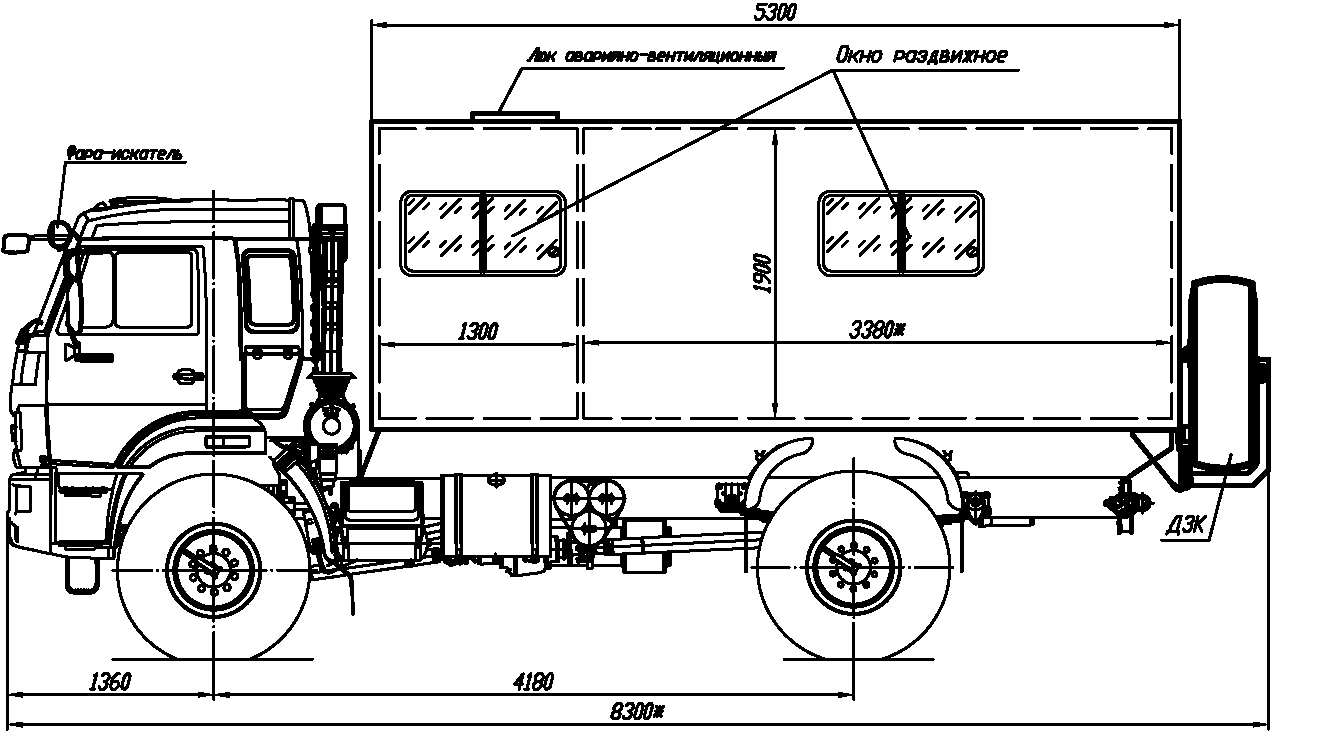 5300
Люк аварийно-вентиляционный
Окно раздвижное
Фара-искатель
1900
1300
3380*
ДЗК
1360
4180
8300*